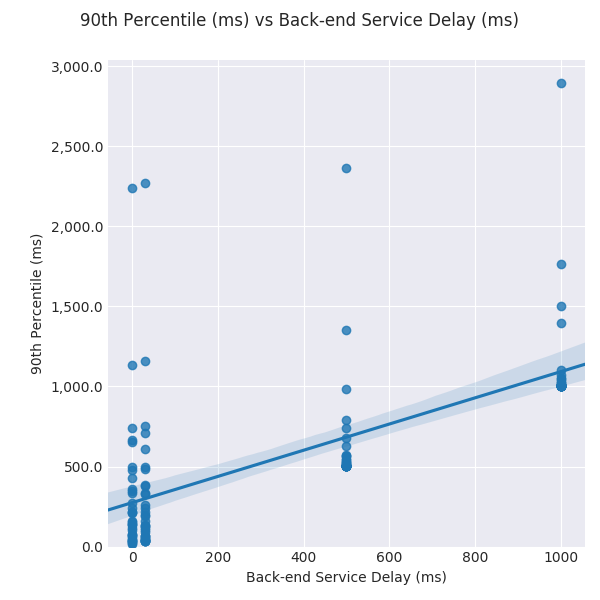 90th Percentile (ms) vs Back-end Service Delay (ms)
3,000.0
2,500.0
2,000.0
1,500.0
1,000.0
500.0
0.0
90th Percentile (ms)
0 200 400 600 800 1000
Back-end Service Delay (ms)